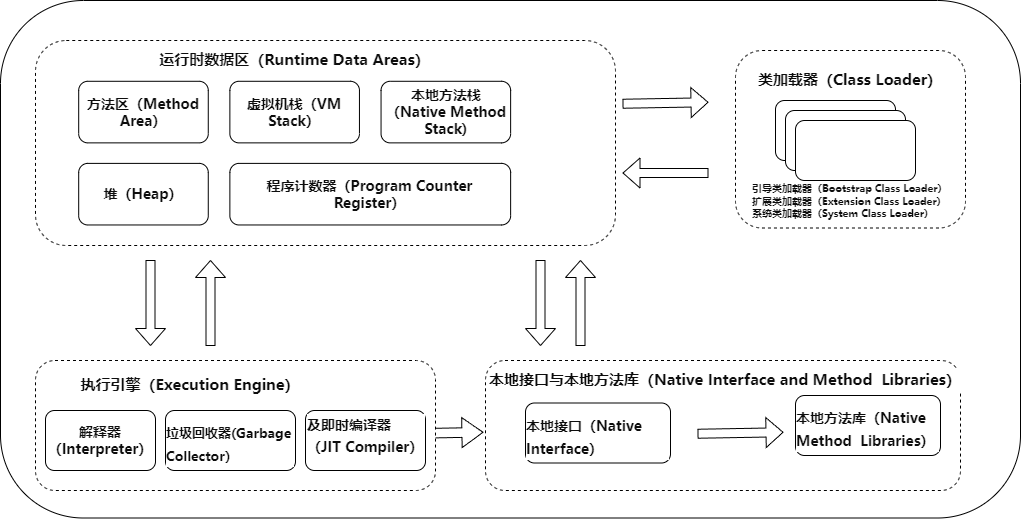 运行时数据区（Runtime Data Areas）
方法区（Method
Area）
虚拟机栈（VM
Stack）
本地方法栈
（Native Method
Stack）
堆（Heap）
程序计数器（Program Counter
Register）
类加载器（Class Loader）
引导类加载器（Bootstrap Class Loader）
扩展类加载器（Extension Class Loader）
系统类加载器（System Class Loader）
执行引擎（Execution Engine）
解释器
（Interpreter）
垃圾回收器(Garbage
Collector）
及即时编译器
（JIT Compiler）
本地接口与本地方法库（Native Interface and Method Libraries）
本地接口（Native
Interface）
本地方法库（Native
Method Libraries）